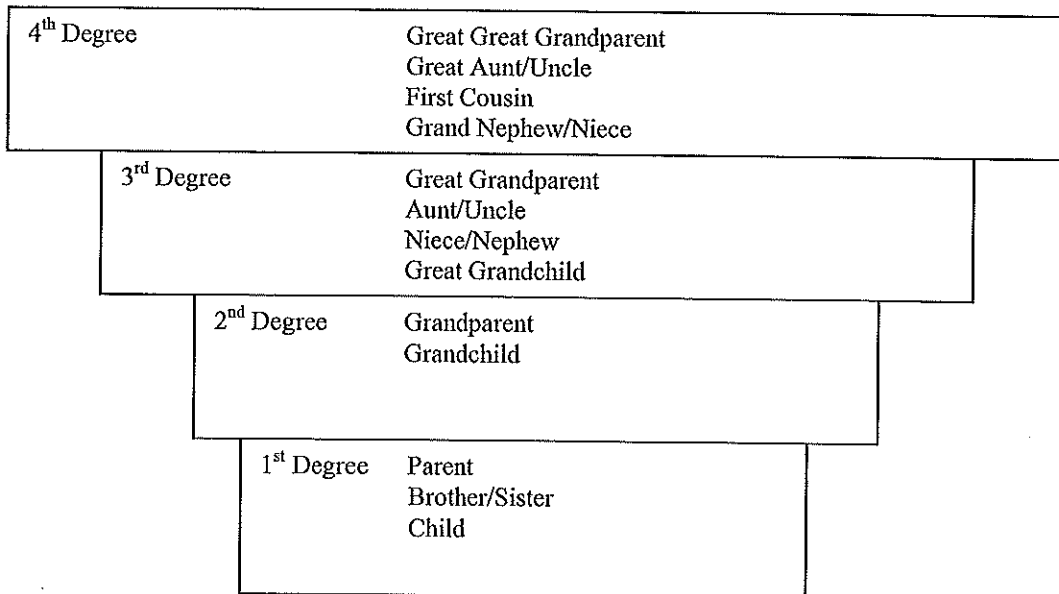 4th Degree Great Great Grandparent
Great Aunt/Uncle
First Cousin
Grand Nephew/Niece
3rd Degree Great Grandparent
Aunt/Uncle
Niece/Nephew
Great Grandchild
2nd Degree Grandparent
Grandchild
1st Degree Parent
Brother/Sister
Child